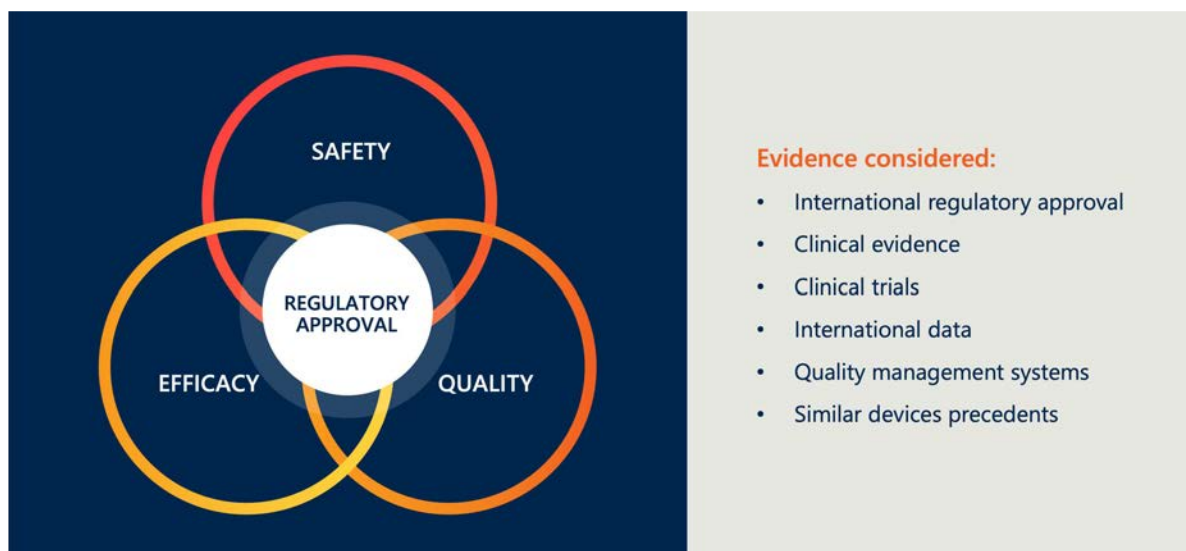 SAFETY
REGULATORY
APPROVAL
EFFICACY
QUALITY
Evidence considered:
• International regulatory approval
• Clinical evidence
• Clinical trials
• International data
• Quality management systems
• Similar devices precedents